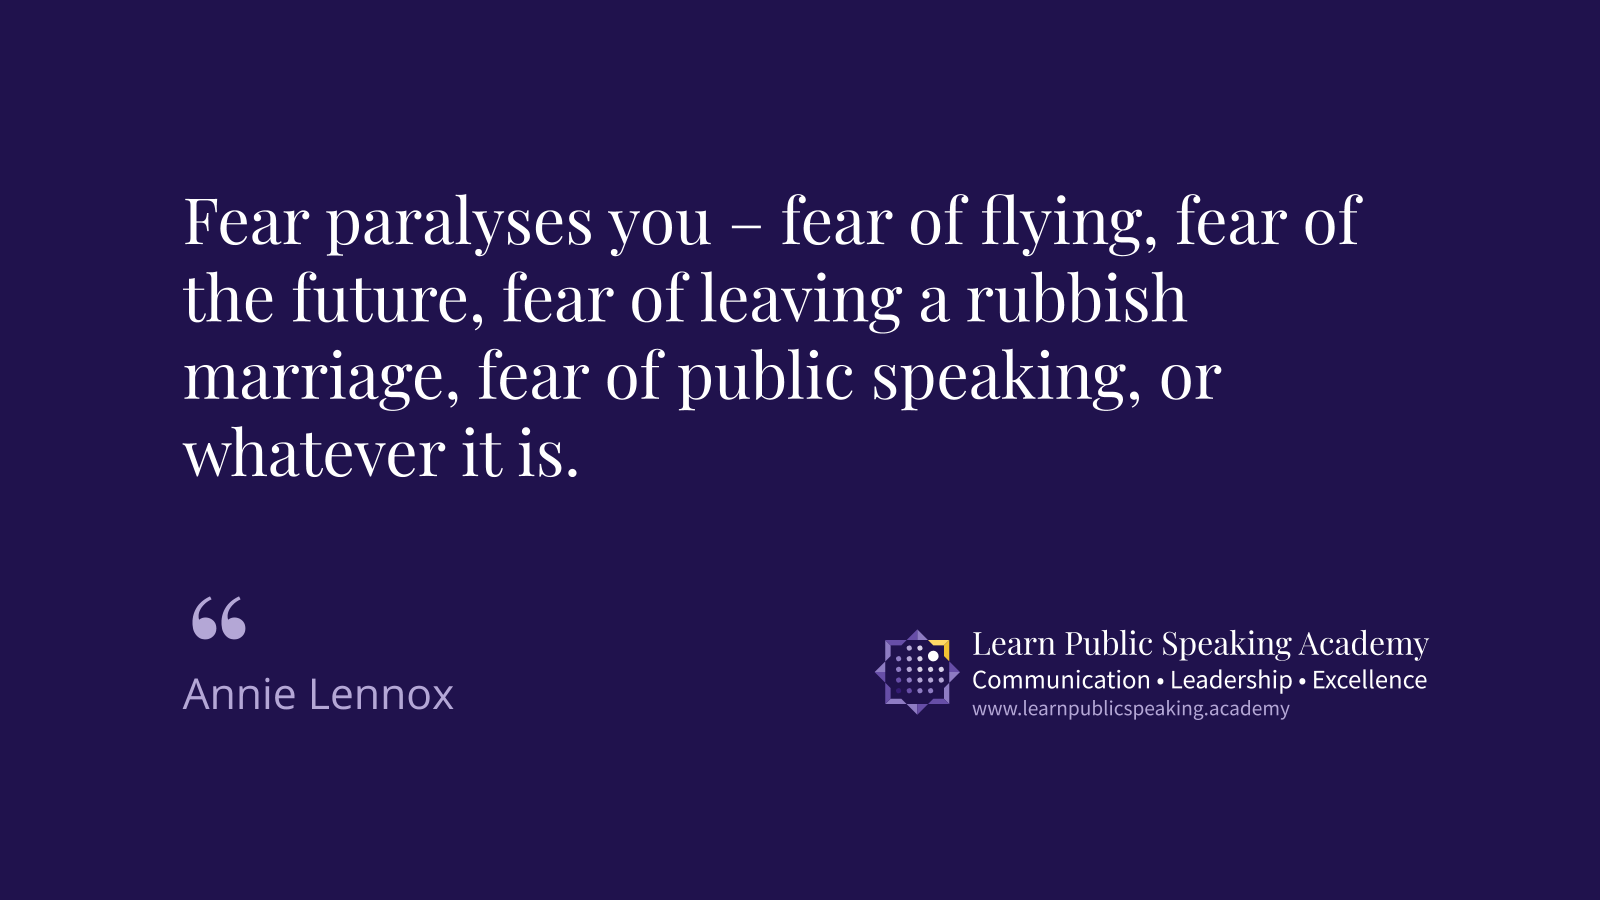 Fear paralyses you – fear of flying, fear of
the future, fear of leaving a rubbish
marriage, fear of public speaking, or
whatever it is.
“
Annie Lennox
Learn Public Speaking Academy
Communication • Leadership • Excellence
www.learnpublicspeaking.academy